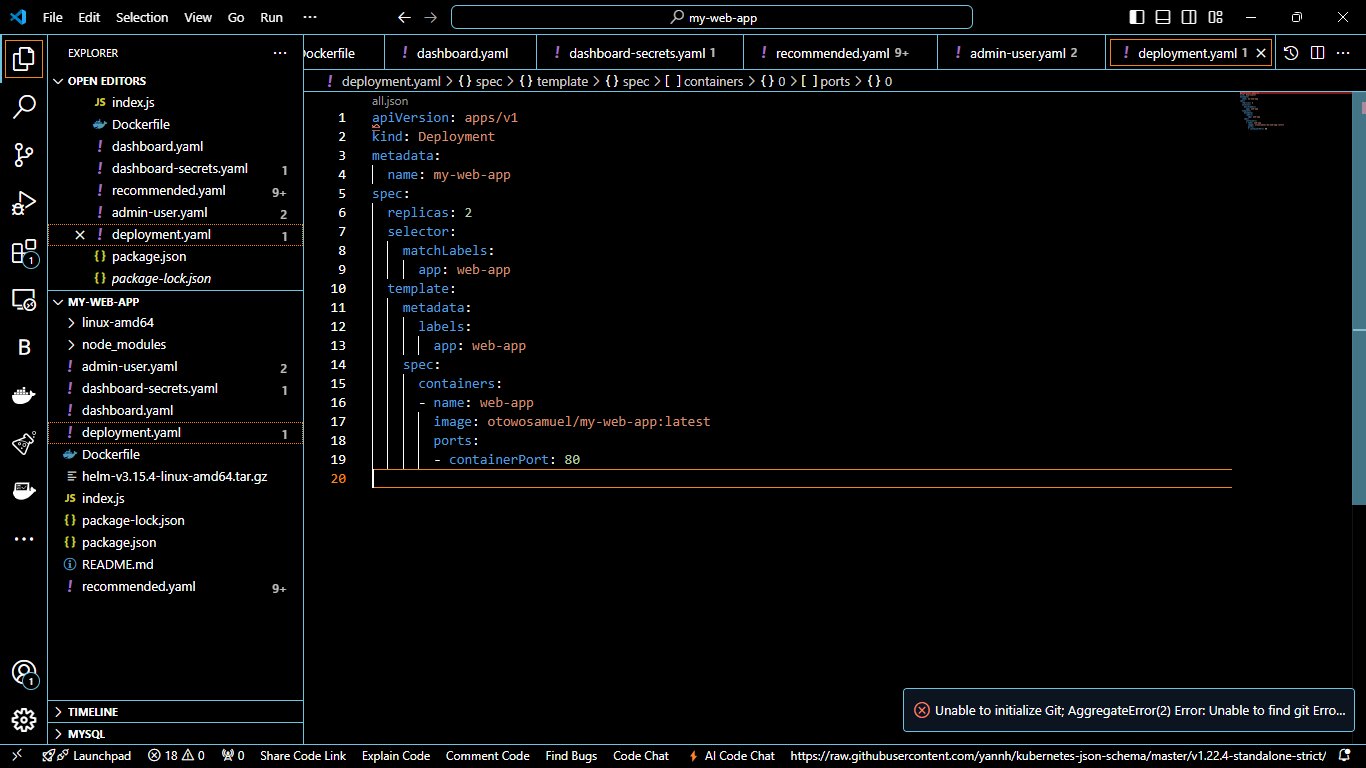 File Edit Selection View Go Run ···
my-web-app
EXPLORER
OPEN EDITORS
JS index.js
Dockerfile
! dashboard.yaml
! dashboard-secrets.yaml 1
! recommended.yaml 9+
! admin-user.yaml 2
! deployment.yaml 1
{} package.json
{} package-lock.json
MY-WEB-APP
linux-amd64
node_modules
! admin-user.yaml 2
! dashboard-secrets.yaml 1
! dashboard.yaml
! deployment.yaml 1
Dockerfile
helm-v3.15.4-linux-amd64.tar.gz
JS index.js
{} package-lock.json
{} package.json
README.md
! recommended.yaml 9+
TIMELINE
MYSQL
1
B
1
Dockerfile ! dashboard.yaml ! dashboard-secrets.yaml 1 ! recommended.yaml 9+ ! admin-user.yaml 2 ! deployment.yaml 1
! deployment.yaml > {} spec > {} template > {} spec > [ ] containers > {} 0 > [ ] ports > {} 0
all.json
1 apiVersion: apps/v1
2 kind: Deployment
3 metadata:
4 name: my-web-app
5 spec:
6 replicas: 2
7 selector:
8 matchLabels:
9 app: web-app
10 template:
11 metadata:
12 labels:
13 app: web-app
14 spec:
15 containers:
16 - name: web-app
17 image: otowosamuel/my-web-app:latest
18 ports:
19 - containerPort: 80
20
Unable to initialize Git; AggregateError(2) Error: Unable to find git Erro...
Launchpad 18 0 0 Share Code Link Explain Code Comment Code Find Bugs Code Chat AI Code Chat https://raw.githubusercontent.com/yannh/kubernetes-json-schema/master/v1.22.4-standalone-strict/